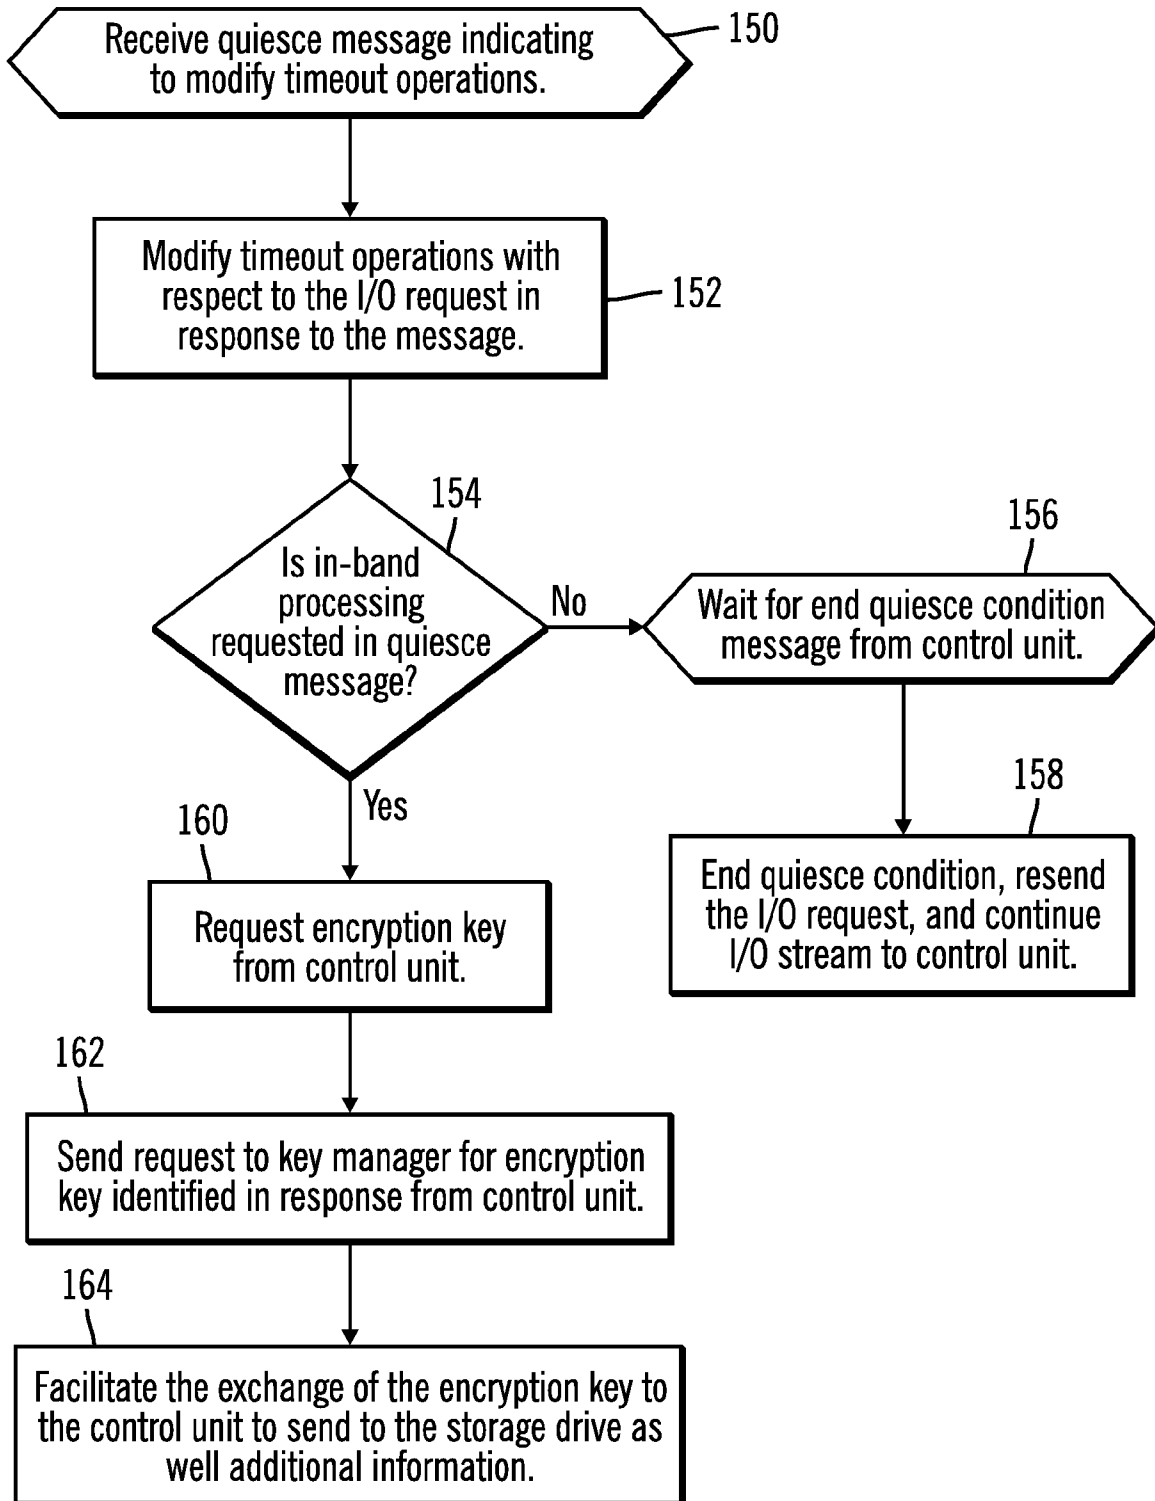 Receive quiesce message indicating
to modify timeout operations.
150
Modify timeout operations with
respect to the I/O request in
response to the message.
152
154
Is in-band
processing
requested in quiesce
message?
No
156
Wait for end quiesce condition
message from control unit.
158
End quiesce condition, resend
the I/O request, and continue
I/O stream to control unit.
Yes
160
Request encryption key
from control unit.
162
Send request to key manager for encryption
key identified in response from control unit.
164
Facilitate the exchange of the encryption key to
the control unit to send to the storage drive as
well additional information.